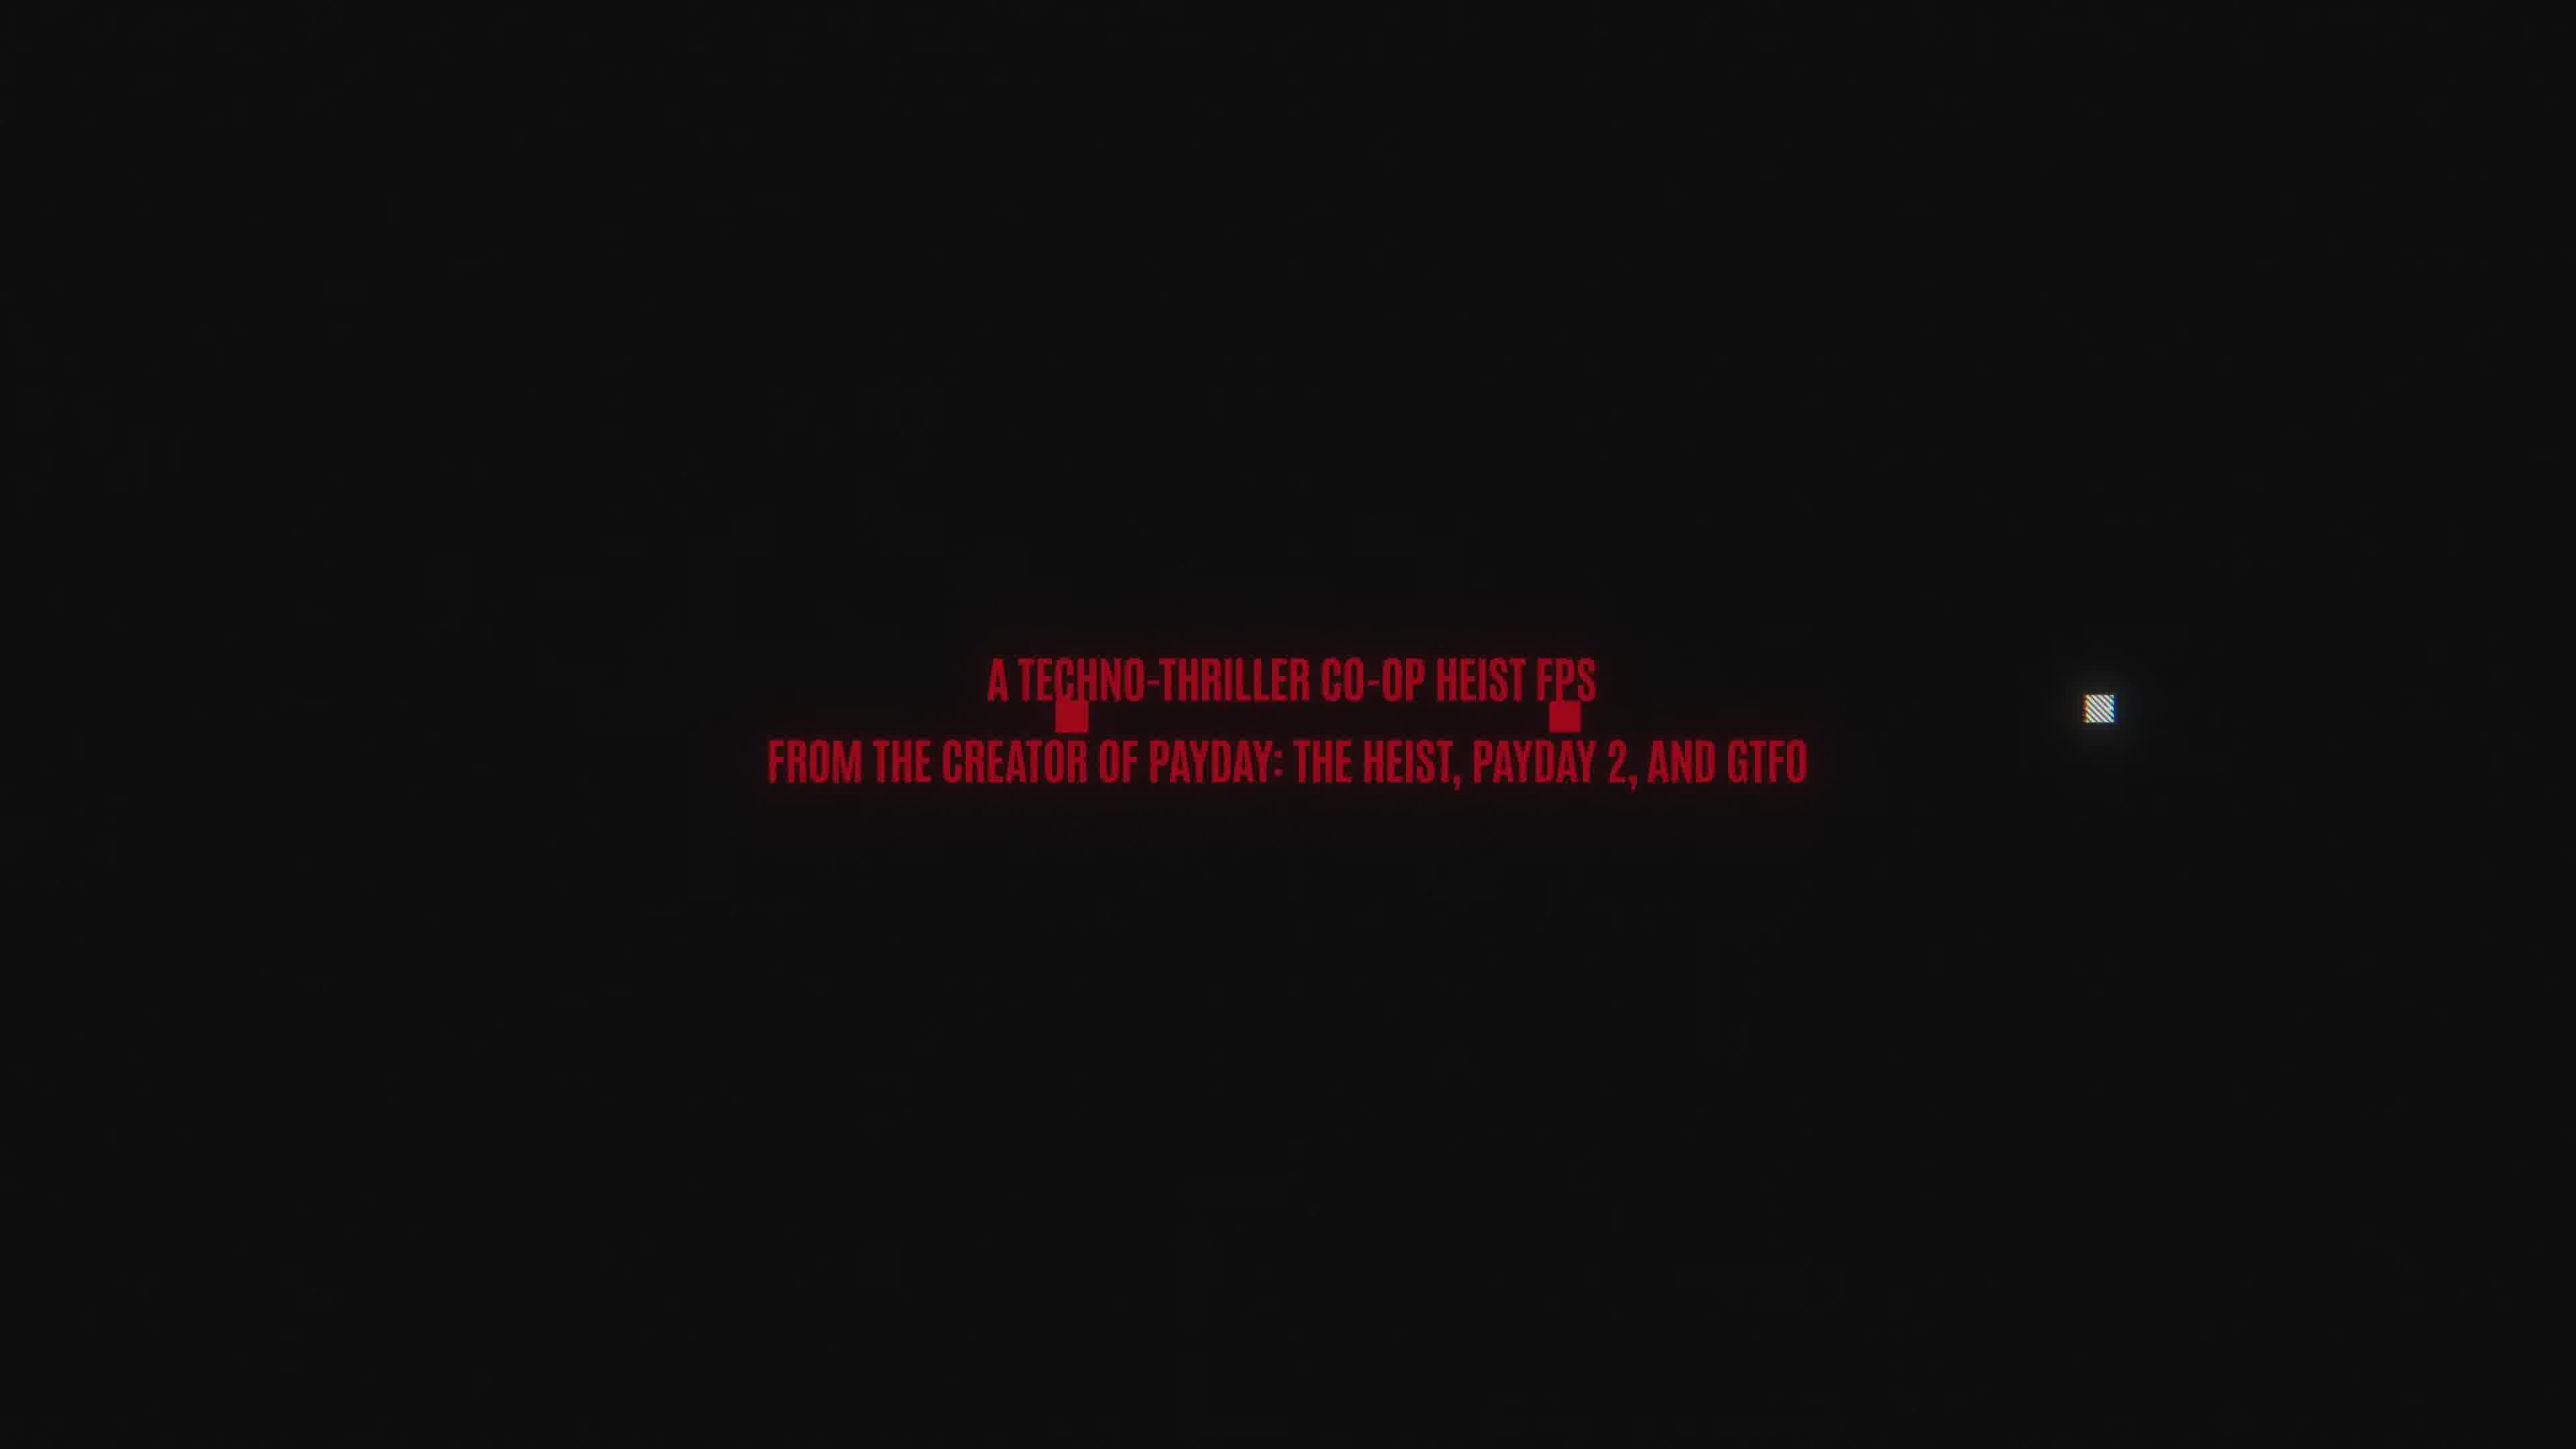 A TECHNO-THRILLER CO-OP HEIST FPS
FROM THE CREATOR OF PAYDAY: THE HEIST, PAYDAY 2, AND GTFO